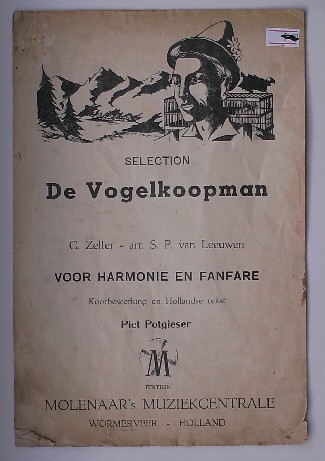 SELECTION
De Vogelkoopman
C. Zeller - arr. S. P. van Leeuwen
VOOR HARMONIE EN FANFARE
Koorbewerking en Hollandse tekst
Piet Potgieser
M
EDITION
MOLENAAR's MUZIEKCENTRALE
WORMERVEER - HOLLAND